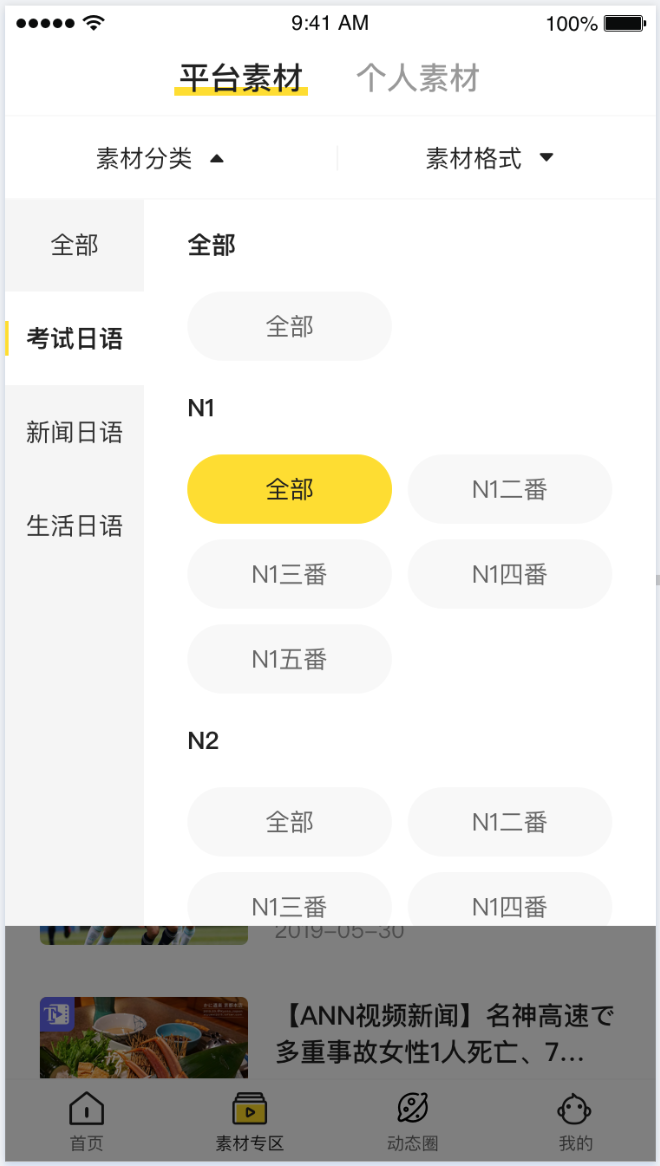 9:41 AM 100%
平台素材 个人素材
素材分类 素材格式
全部
考试日语
新闻日语
生活日语
全部
全部
N1
全部 N1二番
N1三番 N1四番
N1五番
N2
全部 N1二番
N1三番 N1四番
2019-05-30
【ANN视频新闻】名神高速で
多重事故女性1人死亡、7...
首页 素材专区 动态圈 我的